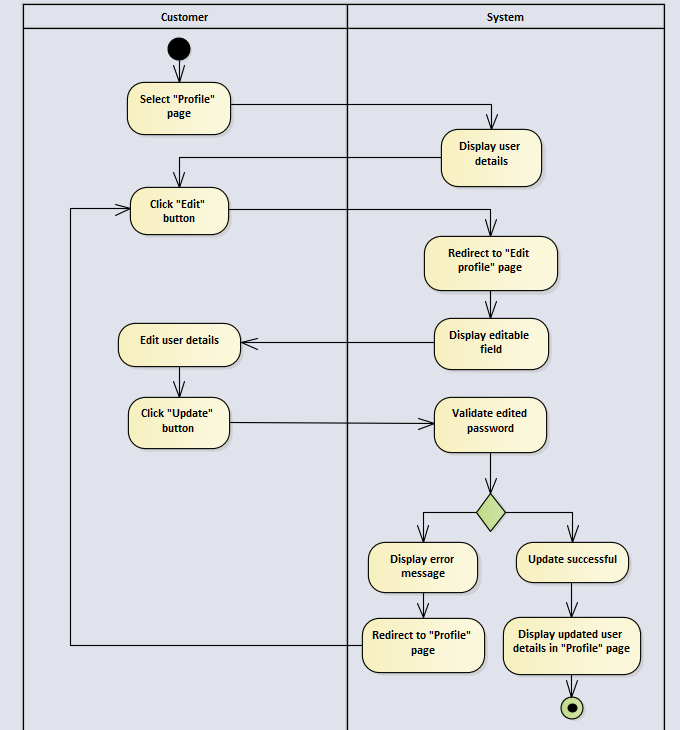 Customer
System
Select "Profile"
page
Display user
details
Click "Edit"
button
Redirect to "Edit
profile" page
Edit user details
Display editable
field
Click "Update"
button
Validate edited
password
Display error
message
Update successful
Redirect to "Profile"
page
Display updated user
details in "Profile" page